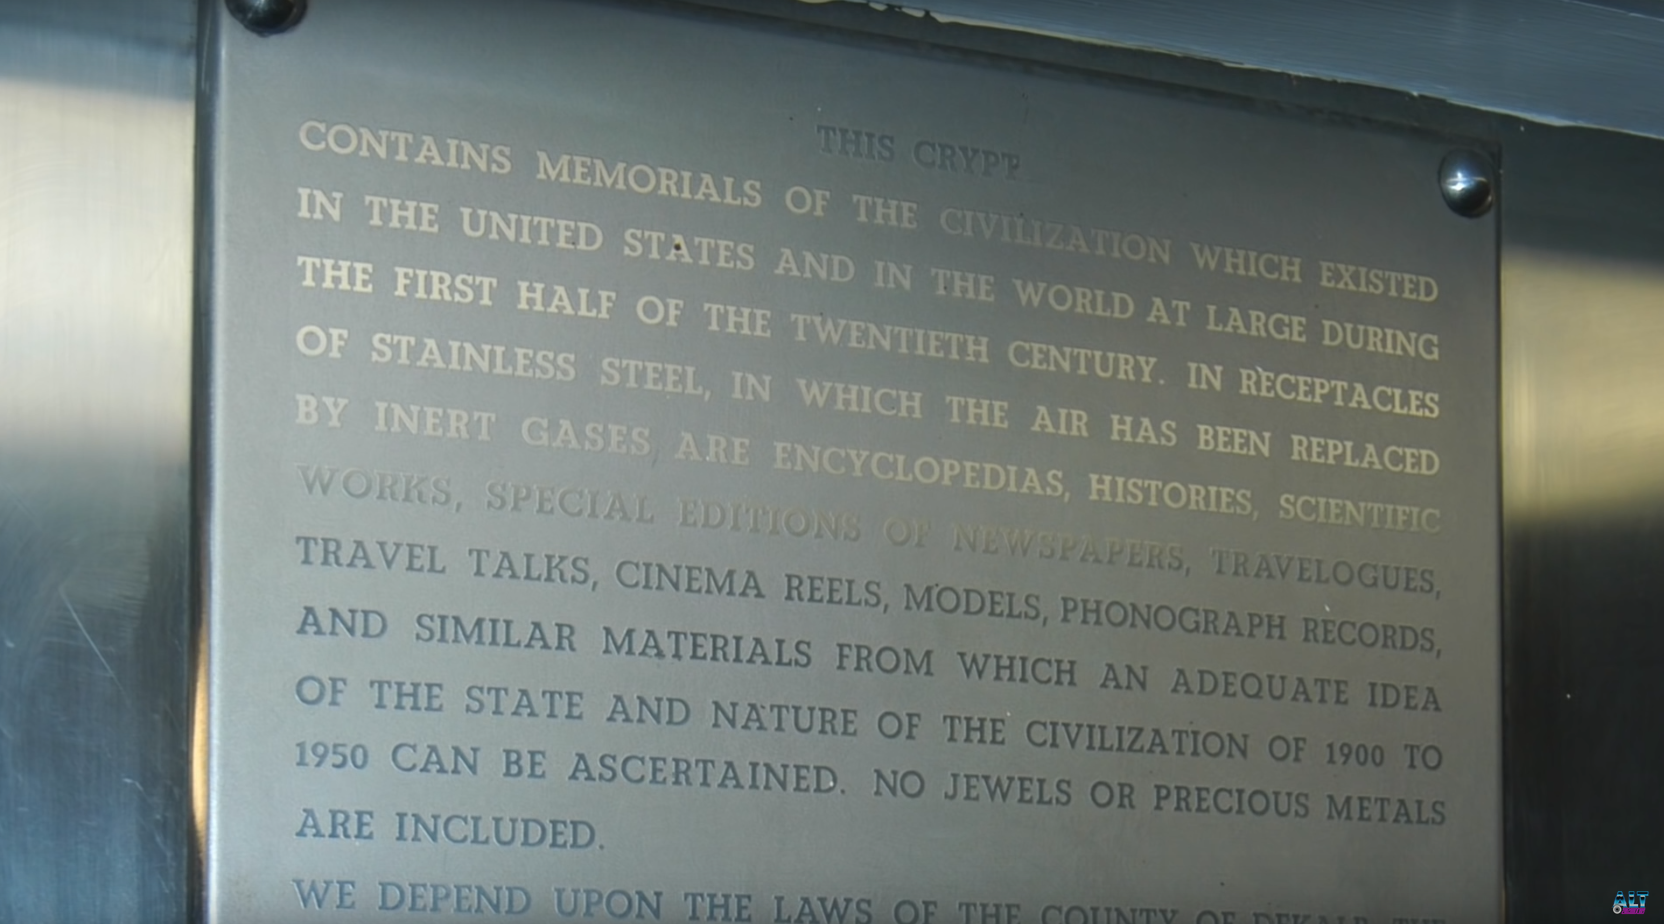 THIS CRYPT
CONTAINS MEMORIALS OF THE CIVILIZATION WHICH EXISTED
IN THE UNITED STATES AND IN THE WORLD AT LARGE DURING
THE FIRST HALF OF THE TWENTIETH CENTURY. IN RECEPTACLES
OF STAINLESS STEEL, IN WHICH THE AIR HAS BEEN REPLACED
BY INERT GASES, ARE ENCYCLOPEDIAS, HISTORIES, SCIENTIFIC
WORKS, SPECIAL EDITIONS OF NEWSPAPERS, TRAVELOGUES,
TRAVEL TALKS, CINEMA REELS, MODELS, PHONOGRAPH RECORDS,
AND SIMILAR MATERIALS FROM WHICH AN ADEQUATE IDEA
OF THE STATE AND NATURE OF THE CIVILIZATION OF 1900 TO
1950 CAN BE ASCERTAINED. NO JEWELS OR PRECIOUS METALS
ARE INCLUDED.
WE DEPEND UPON THE LAWS OF THE COUNTY OF DEKALB, THE
ALT